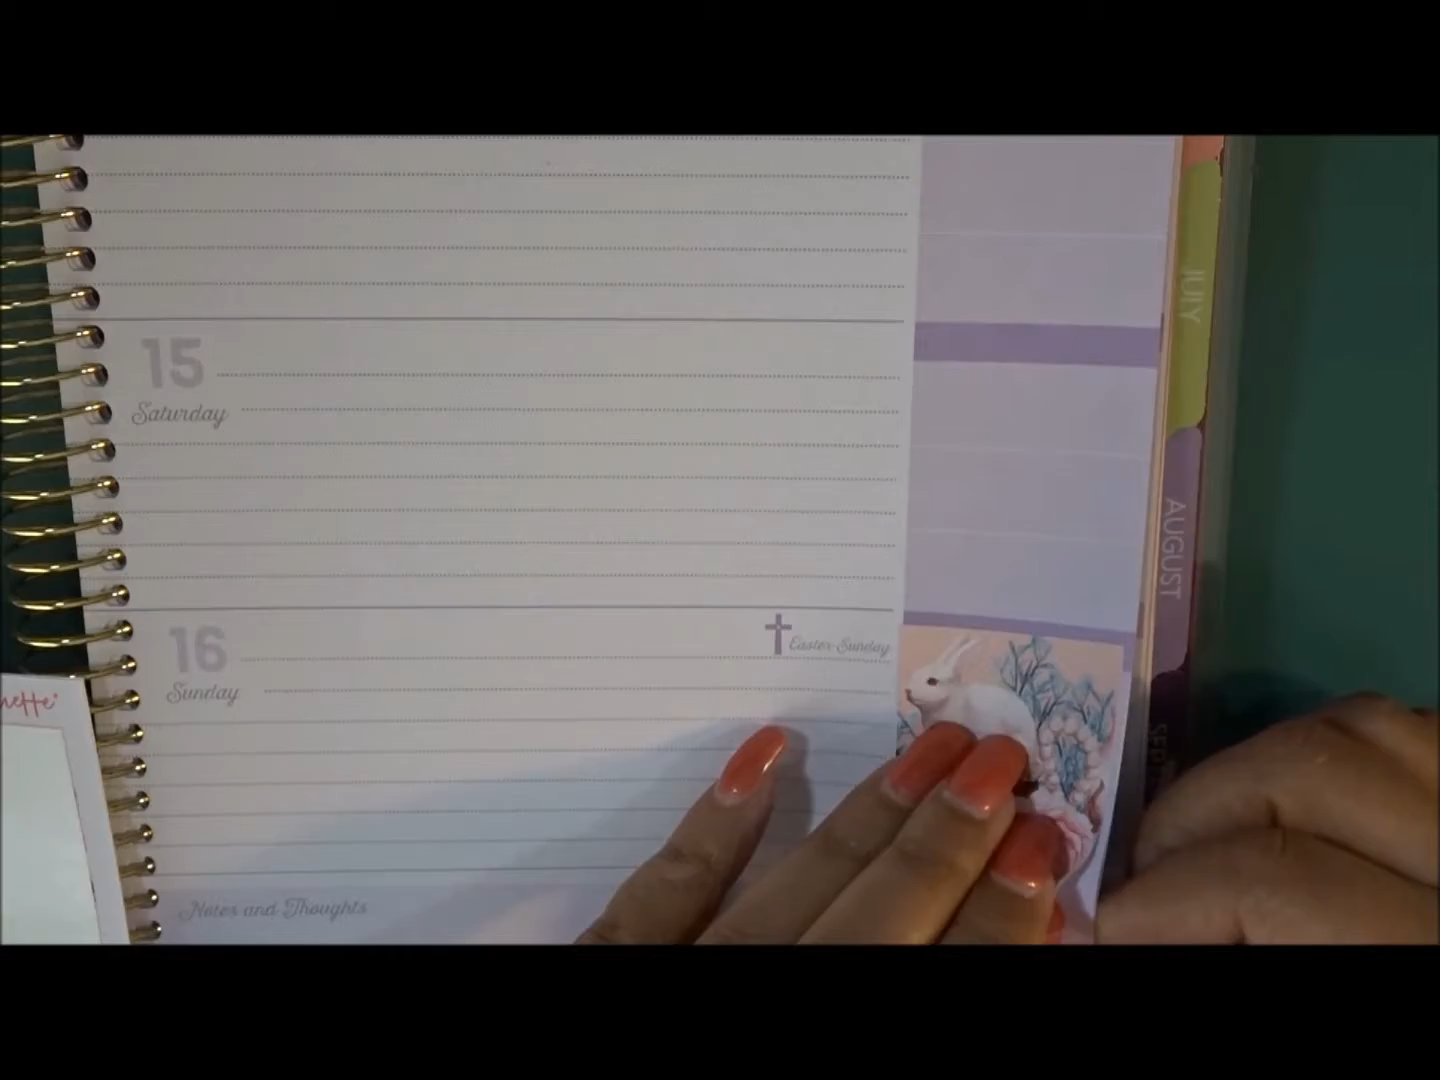 JULY
15
Saturday
AUGUST
16
Easter Sunday
Sunday
Notes and Thoughts